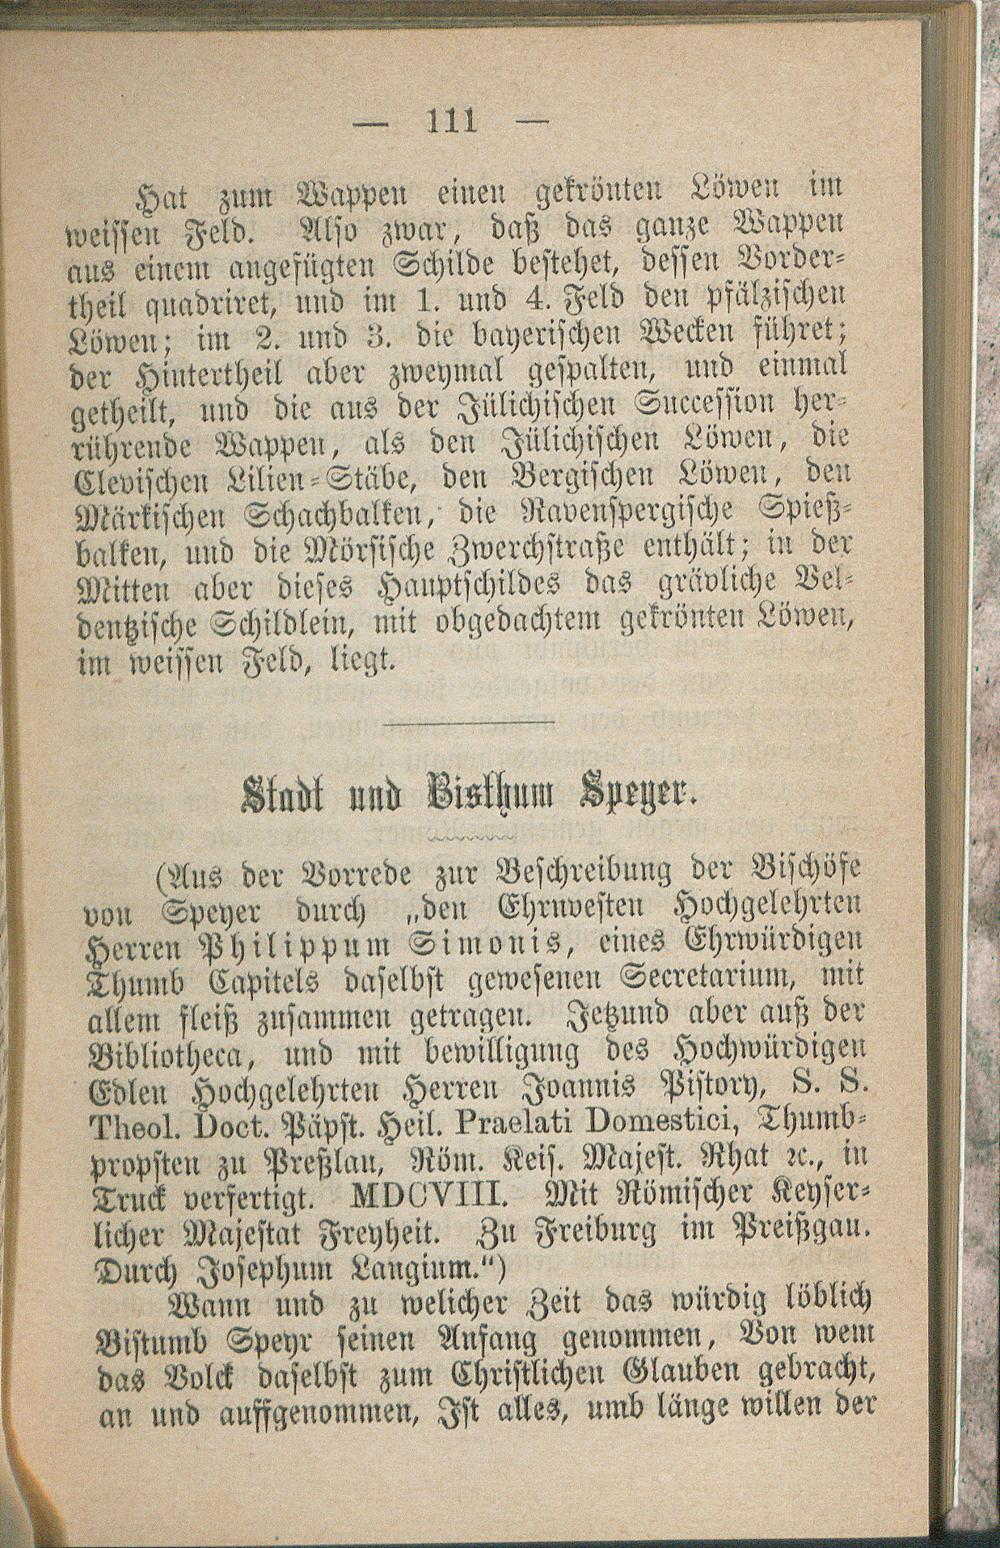 — 111 —
Hat zum Wappen einen gekrönten Löwen im
weissen Feld. Also zwar, daß das ganze Wappen
aus einem angefügten Schilde bestehet, dessen Vorder-
theil quadriret, und im 1. und 4. Feld den pfälzischen
Löwen; im 2. und 3. die bayerischen Wecken führet;
der Hintertheil aber zweymal gespalten, und einmal
getheilt, und die aus der Jülichischen Succession her-
rührende Wappen, als den Jülichischen Löwen, die
Clevischen Lilien-Stäbe, den Bergischen Löwen, den
Märkischen Schachbalken, die Ravenspergische Spieß-
balken, und die Mörsische Zwerchstraße enthält; in der
Mitten aber dieses Hauptschildes das grävliche Vel-
dentzische Schildlein, mit obgedachtem gekrönten Löwen,
im weissen Feld, liegt.
Stadt und Bisthum Speyer.
(Aus der Vorrede zur Beschreibung der Bischöfe
von Speyer durch „den Ehrnvesten Hochgelehrten
Herren Philippum Simonis, eines Ehrwürdigen
Thumb Capitels daselbst gewesenen Secretarium, mit
allem fleiß zusammen getragen. Jetzund aber auß der
Bibliotheca, und mit bewilligung des Hochwürdigen
Edlen Hochgelehrten Herren Joannis Pistory, S. S.
Theol. Doct. Päpst. Heil. Praelati Domestici, Thumb-
propsten zu Preßlau, Röm. Keis. Majest. Rhat ꝛc., in
Truck verfertigt. MDCVIII. Mit Römischer Keyser-
licher Majestat Freyheit. Zu Freiburg im Preißgau.
Durch Josephum Langium.“)
Wann und zu welicher Zeit das würdig löblich
Bistumb Speyr seinen Anfang genommen, Von wem
das Volck daselbst zum Christlichen Glauben gebracht,
an und auffgenommen, Ist alles, umb länge willen der